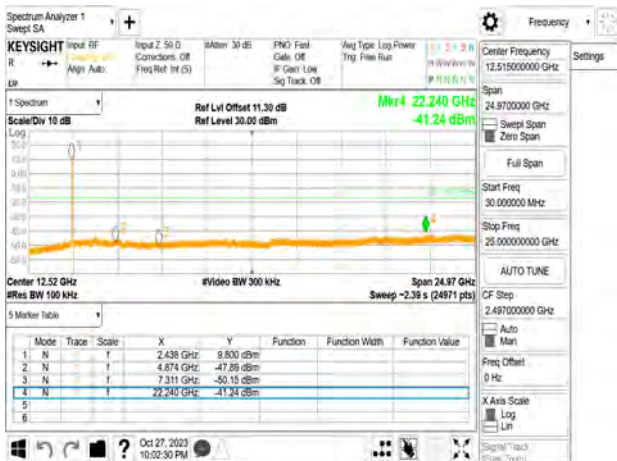 Spectrum Analyzer 1
Swept SA
Frequency
KEYSIGHT
Input: RF
Input Z: 50 Ω
#Atten: 30 dB
PNO: Fast
Avg Type: Log Power
R
Corrections: Off
Gate: Off
Trig: Free Run
Align: Auto
Freq Ref: Int (S)
IF Gain: Low
Sig Track: Off
Center Frequency
12.515000000 GHz
Settings
Span
24.9700000 GHz
Swept Span
Zero Span
Full Span
Start Freq
30.000000 MHz
Stop Freq
25.000000000 GHz
AUTO TUNE
CF Step
2.497000000 GHz
Auto
Man
Freq Offset
0 Hz
X Axis Scale
Log
Lin
Signal Track
1 Spectrum
Ref Lvl Offset 11.30 dB
Mkr4 22.240 GHz
Scale/Div 10 dB
Ref Level 30.00 dBm
-41.24 dBm
Log
1
4
Center 12.52 GHz
#Video BW 300 kHz
Span 24.97 GHz
#Res BW 100 kHz
Sweep ~2.39 s (24971 pts)
5 Marker Table
Mode Trace Scale X Y Function Function Width Function Value
1 N f 2.438 GHz 9.800 dBm
2 N f 4.874 GHz -47.89 dBm
3 N f 7.311 GHz -50.15 dBm
4 N f 22.240 GHz -41.24 dBm
5
6
Oct 27, 2023
10:02:30 PM